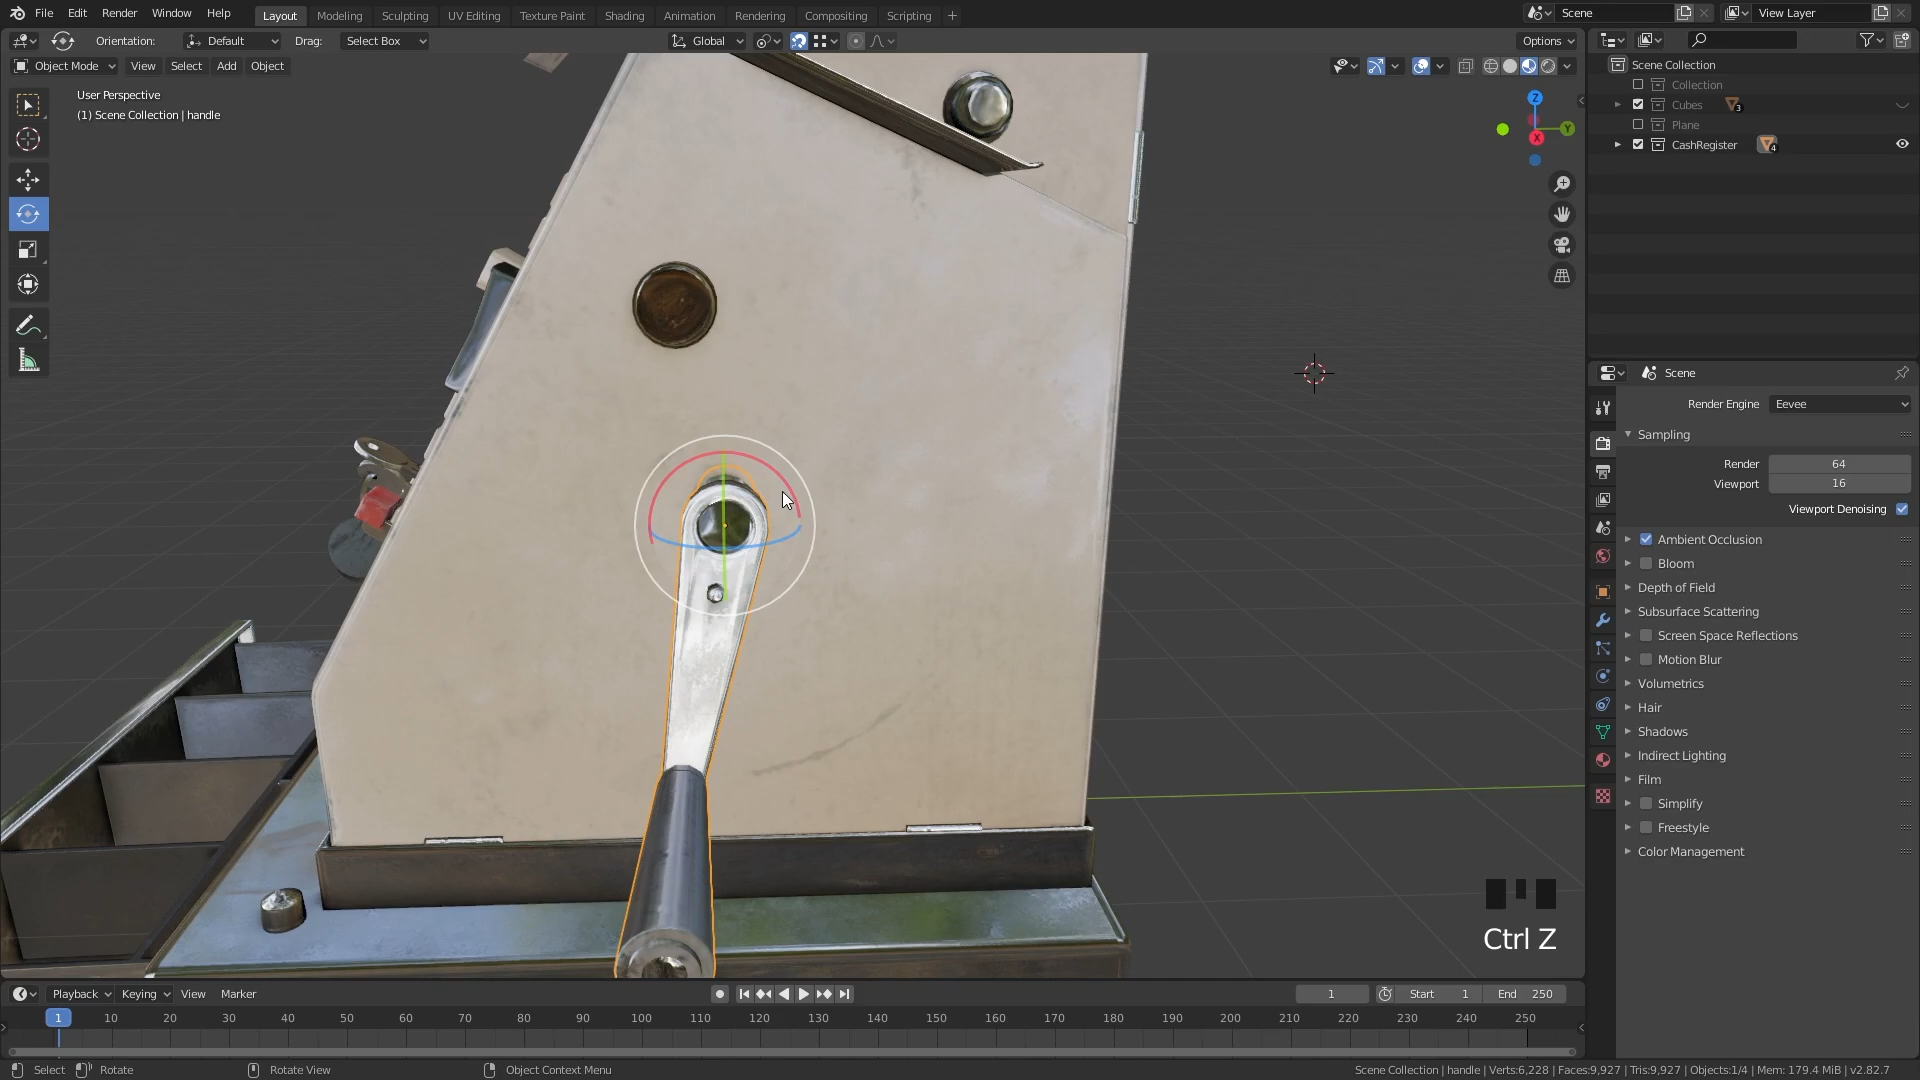 File Edit Render Window Help Layout Modeling Sculpting UV Editing Texture Paint Shading Animation Rendering Compositing Scripting + Scene View Layer
Orientation: Default Drag: Select Box Global Options
Object Mode View Select Add Object
User Perspective
(1) Scene Collection | handle
Z
Y
X
Scene Collection
Collection
Cubes 3
Plane
CashRegister 4
Scene
Render Engine Eevee
Sampling
Render 64
Viewport 16
Viewport Denoising
Ambient Occlusion
Bloom
Depth of Field
Subsurface Scattering
Screen Space Reflections
Motion Blur
Volumetrics
Hair
Shadows
Indirect Lighting
Film
Simplify
Freestyle
Color Management
Ctrl Z
Playback Keying View Marker 1 Start 1 End 250
1 10 20 30 40 50 60 70 80 90 100 110 120 130 140 150 160 170 180 190 200 210 220 230 240 250
Select Rotate Rotate View Object Context Menu Scene Collection | handle | Verts:6,228 | Faces:9,927 | Tris:9,927 | Objects:1/4 | Mem: 179.4 MiB | v2.82.7